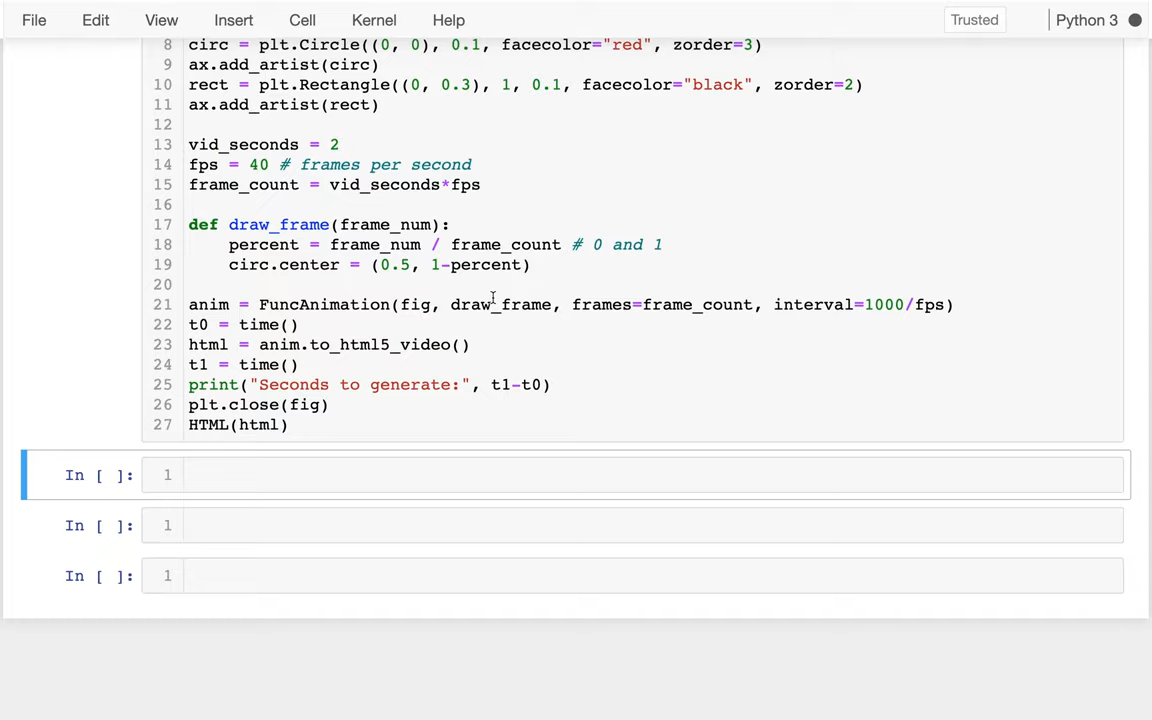 File Edit View Insert Cell Kernel Help Trusted Python 3
8 circ = plt.Circle((0, 0), 0.1, facecolor="red", zorder=3)
9 ax.add_artist(circ)
10 rect = plt.Rectangle((0, 0.3), 1, 0.1, facecolor="black", zorder=2)
11 ax.add_artist(rect)
12
13 vid_seconds = 2
14 fps = 40 # frames per second
15 frame_count = vid_seconds*fps
16
17 def draw_frame(frame_num):
18     percent = frame_num / frame_count # 0 and 1
19     circ.center = (0.5, 1-percent)
20
21 anim = FuncAnimation(fig, draw_frame, frames=frame_count, interval=1000/fps)
22 t0 = time()
23 html = anim.to_html5_video()
24 t1 = time()
25 print("Seconds to generate:", t1-t0)
26 plt.close(fig)
27 HTML(html)
In [ ]: 1
In [ ]: 1
In [ ]: 1